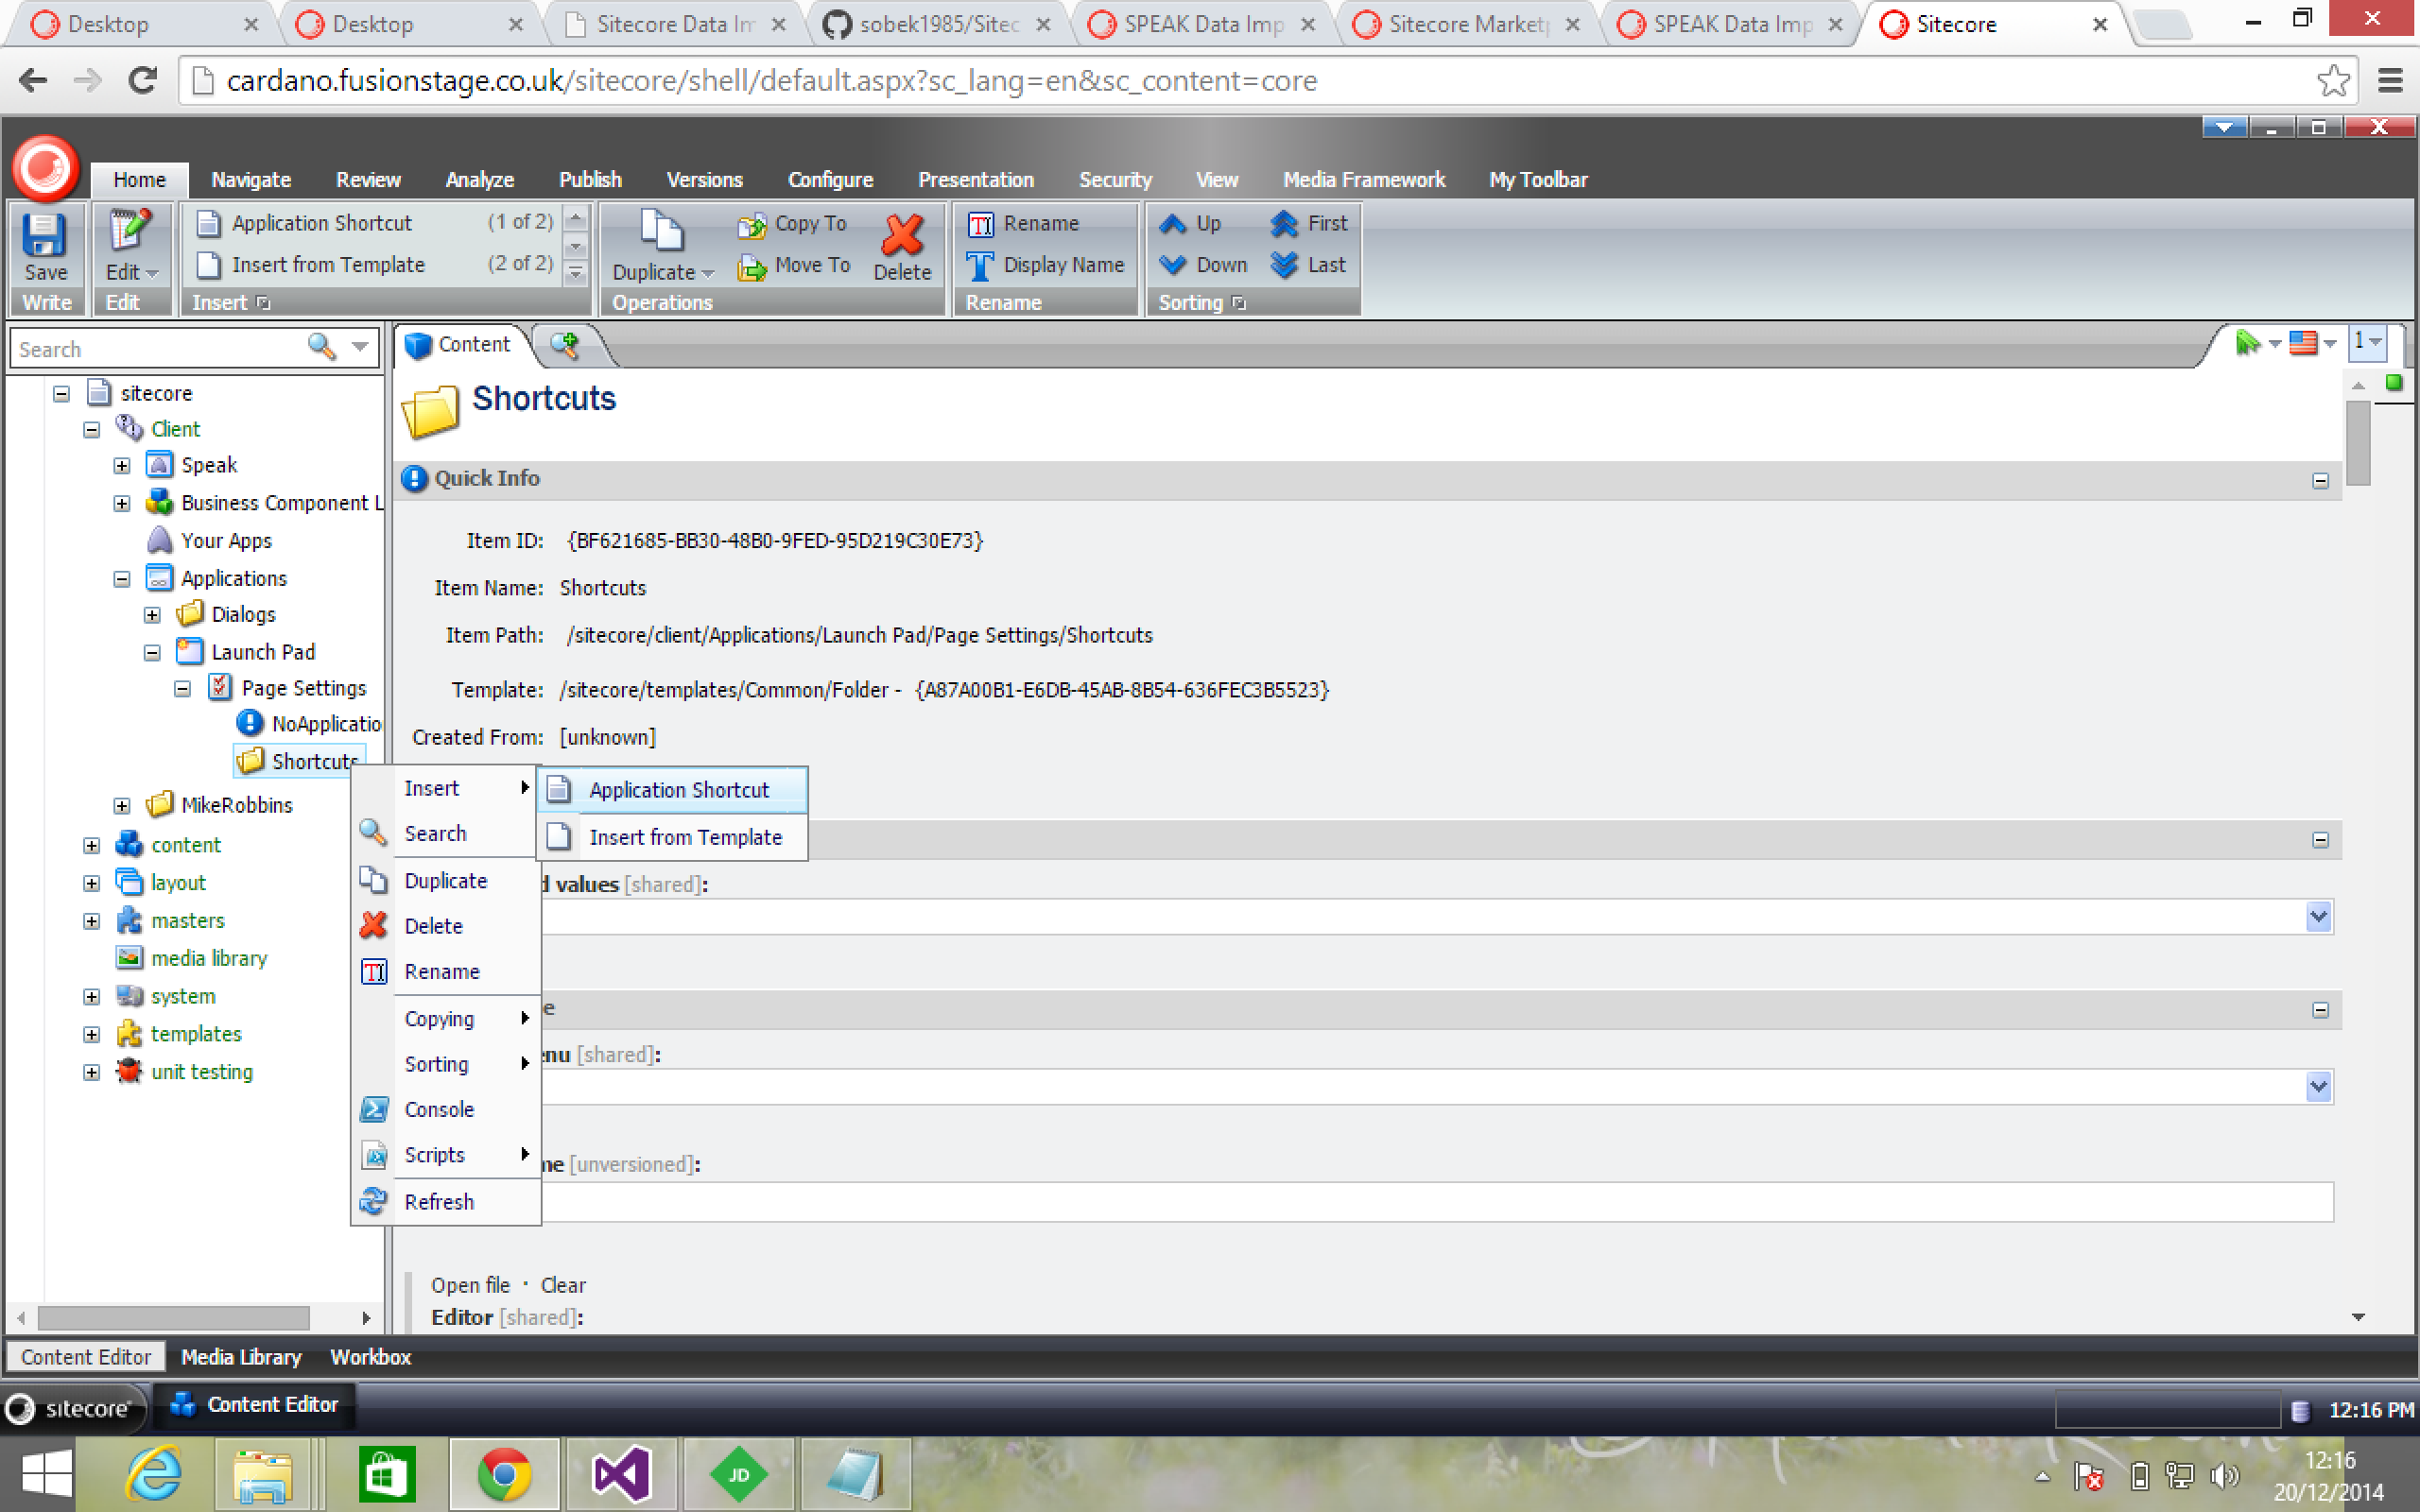 Desktop
Desktop
Sitecore Data Im
sobek1985/Sitec
SPEAK Data Imp
Sitecore Marketp
SPEAK Data Imp
Sitecore
cardano.fusionstage.co.uk/sitecore/shell/default.aspx?sc_lang=en&sc_content=core
Home Navigate Review Analyze Publish Versions Configure Presentation Security View Media Framework My Toolbar
Application Shortcut (1 of 2) Copy To Rename Up First
Insert from Template (2 of 2) Move To Display Name Down Last
Save Edit Duplicate Delete
Write Edit Insert Operations Rename Sorting
Search
Content
1
sitecore
Client
Speak
Business Component L
Your Apps
Applications
Dialogs
Launch Pad
Page Settings
NoApplicatio
Shortcuts
MikeRobbins
content
layout
masters
media library
system
templates
unit testing
Insert
Search
Duplicate
Delete
Rename
Copying
Sorting
Console
Scripts
Refresh
Application Shortcut
Insert from Template
Shortcuts
Quick Info
Item ID: {BF621685-BB30-48B0-9FED-95D219C30E73}
Item Name: Shortcuts
Item Path: /sitecore/client/Applications/Launch Pad/Page Settings/Shortcuts
Template: /sitecore/templates/Common/Folder - {A87A00B1-E6DB-45AB-8B54-636FEC3B5523}
Created From: [unknown]
d values [shared]:
e
enu [shared]:
me [unversioned]:
Open file · Clear
Editor [shared]:
Content Editor Media Library Workbox
sitecore Content Editor 12:16 PM
JD
12:16
20/12/2014